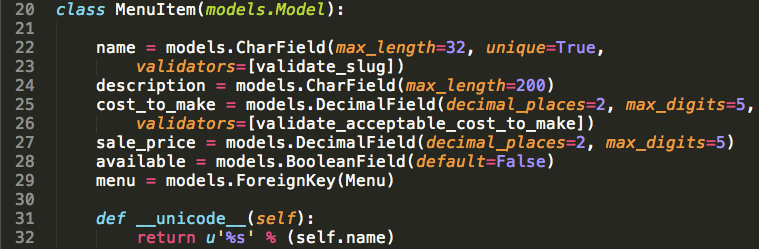 20 class MenuItem(models.Model):
21
22     name = models.CharField(max_length=32, unique=True,
23         validators=[validate_slug])
24     description = models.CharField(max_length=200)
25     cost_to_make = models.DecimalField(decimal_places=2, max_digits=5,
26         validators=[validate_acceptable_cost_to_make])
27     sale_price = models.DecimalField(decimal_places=2, max_digits=5)
28     available = models.BooleanField(default=False)
29     menu = models.ForeignKey(Menu)
30
31     def __unicode__(self):
32         return u'%s' % (self.name)